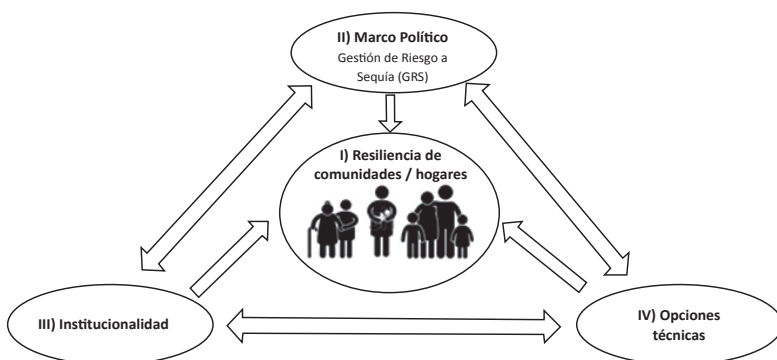 II) Marco Político
Gestión de Riesgo a
Sequía (GRS)
I) Resiliencia de
comunidades / hogares
III) Institucionalidad
IV) Opciones
técnicas